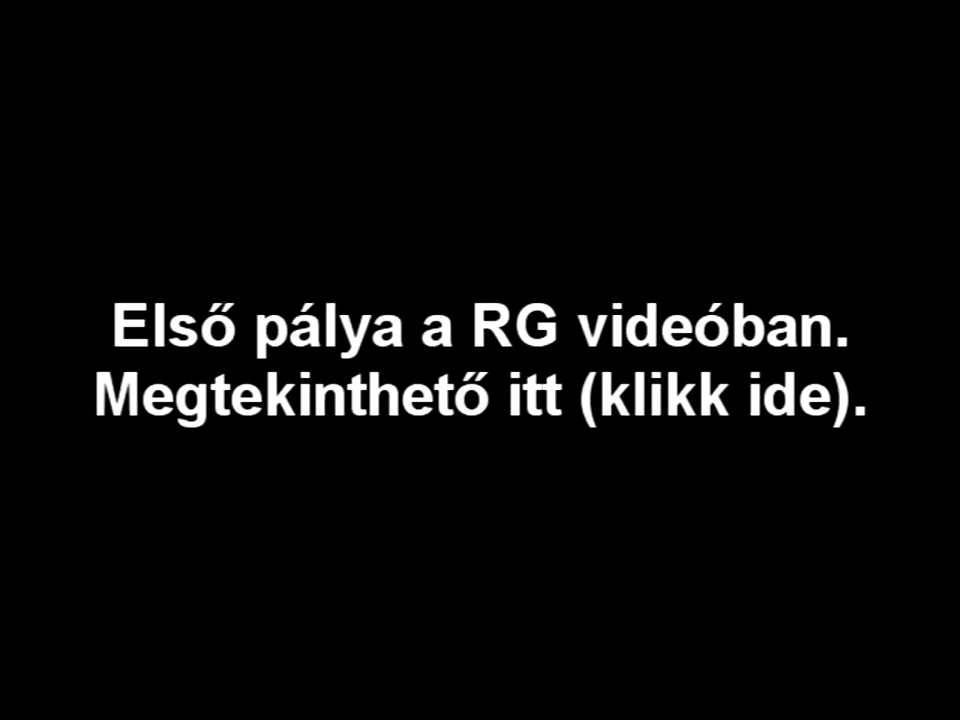 Első pálya a RG videóban.
Megtekinthető itt (klikk ide).